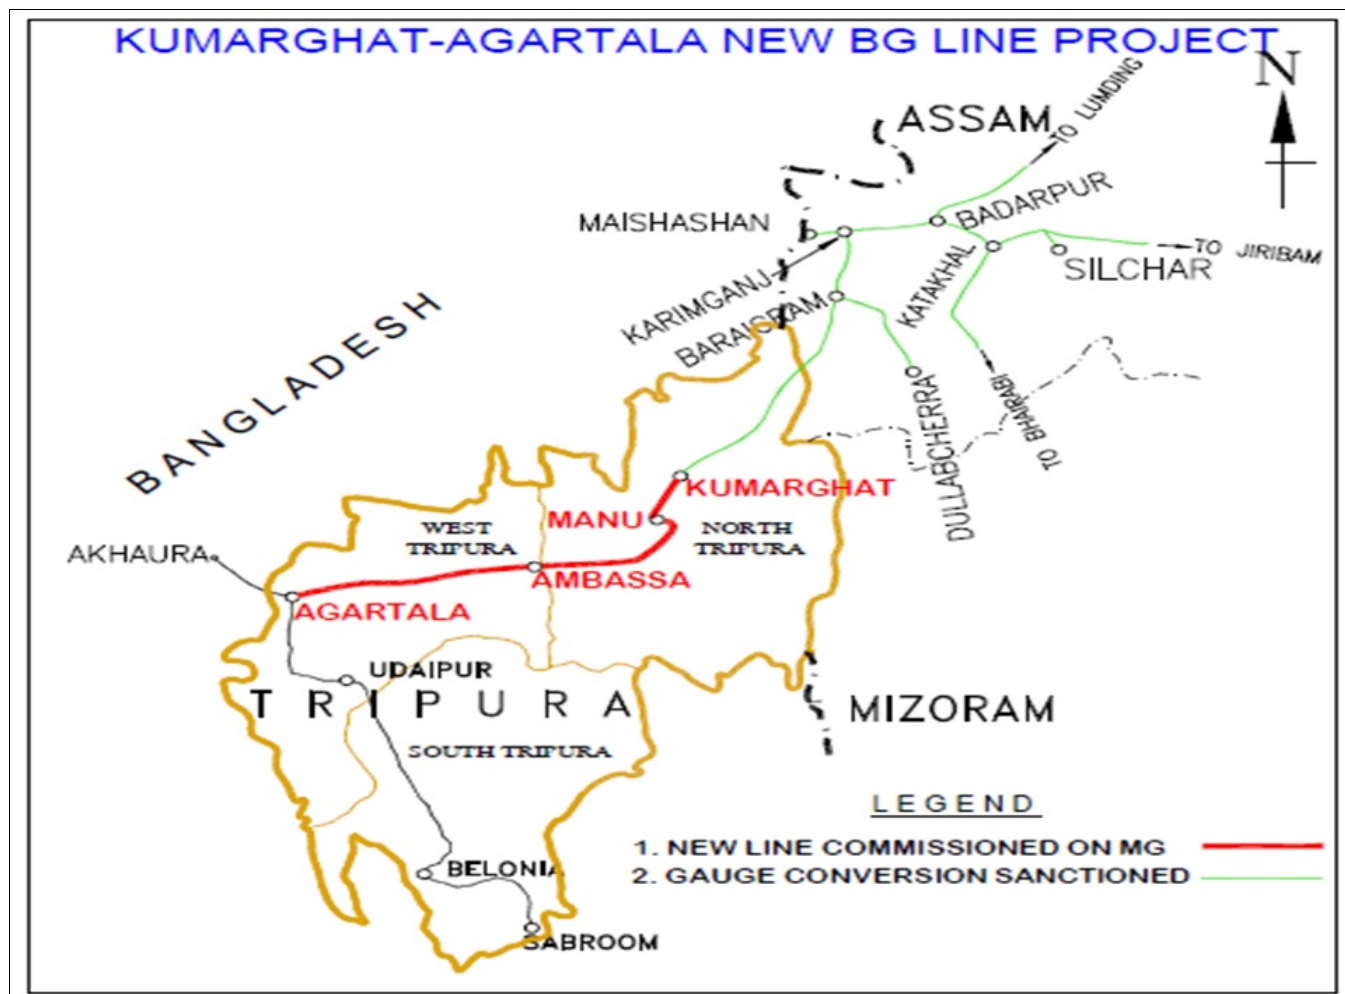 KUMARGHAT-AGARTALA NEW BG LINE PROJECT
N
TO LUMDING
ASSAM
BADARPUR
MAISHASHAN
TO JIRIBAM
SILCHAR
KATAKHAL
KARIMGANJ
BARAIGRAM
BANGLADESH
TO BHAIRABI
DULLABCHERRA
KUMARGHAT
MANU
WEST
TRIPURA
NORTH
TRIPURA
AKHAURA
AMBASSA
AGARTALA
UDAIPUR
TRIPURA
MIZORAM
SOUTH TRIPURA
LEGEND
1. NEW LINE COMMISSIONED ON MG
2. GAUGE CONVERSION SANCTIONED
BELONIA
SABROOM